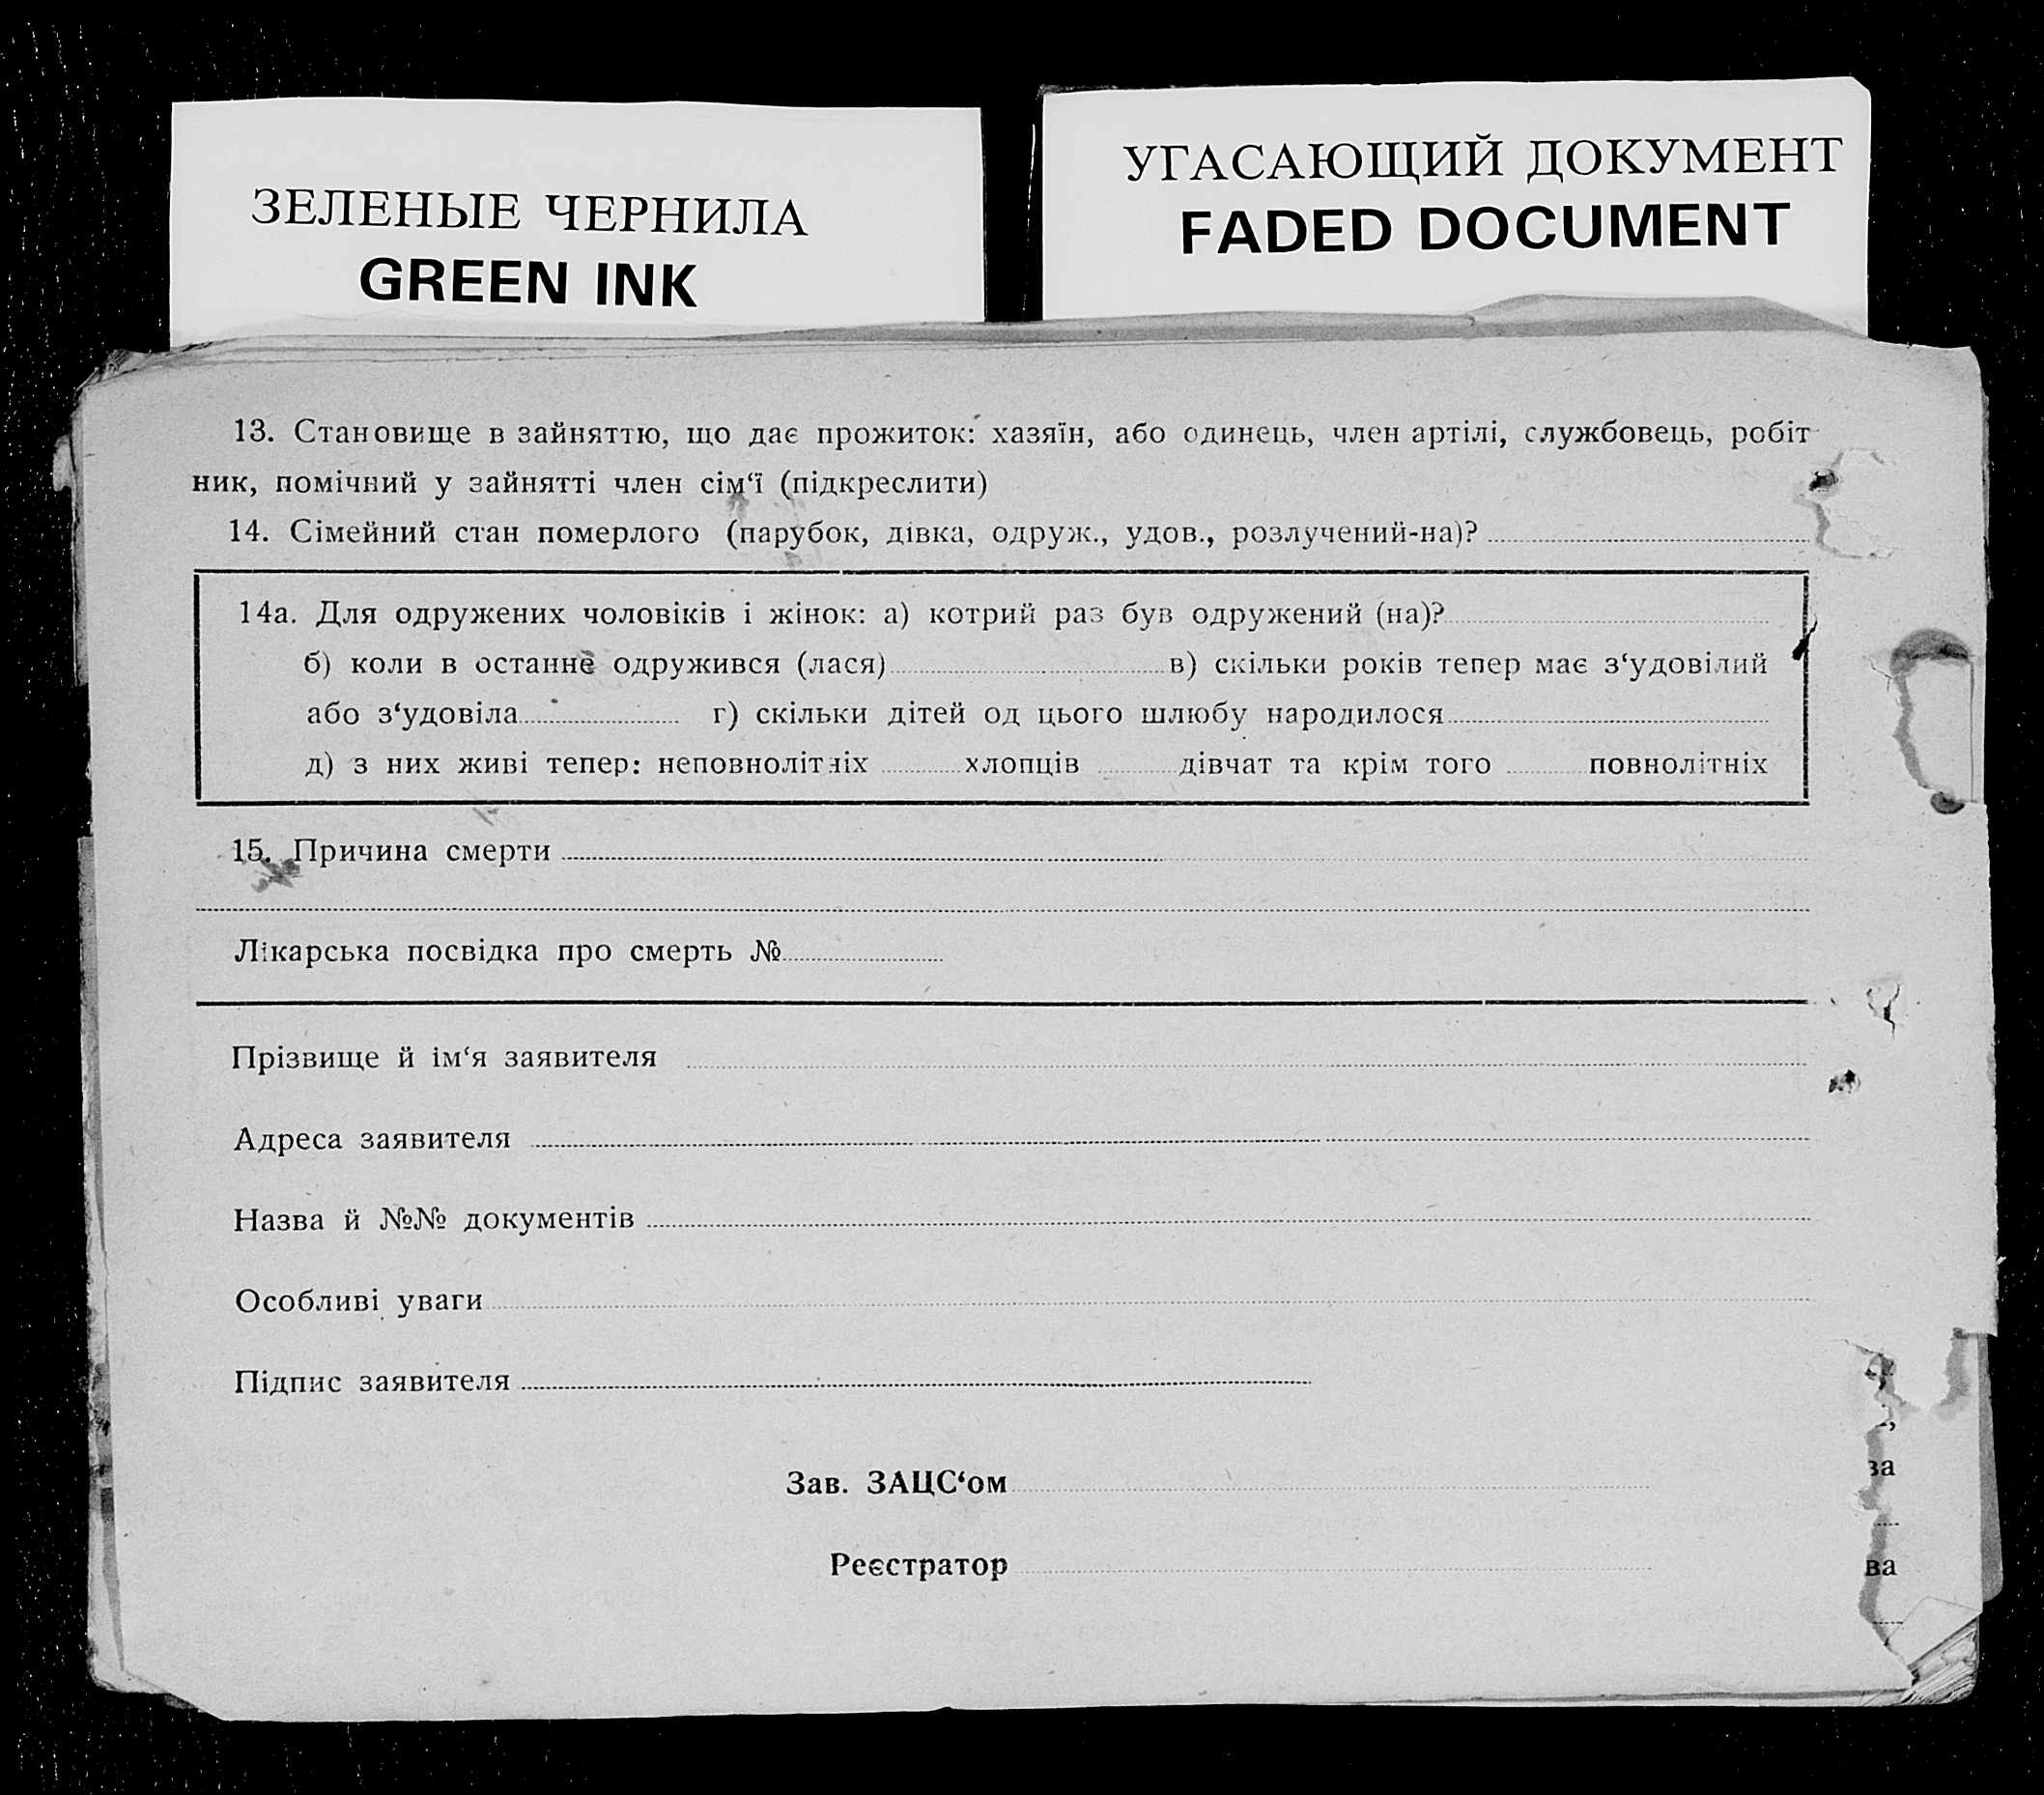 ЗЕЛЕНЫЕ ЧЕРНИЛА
GREEN INK
УГАСАЮЩИЙ ДОКУМЕНТ
FADED DOCUMENT
13. Становище в зайняттю, що дає прожиток: хазяїн, або одинець, член артілі, службовець, робіт-
ник, помічний у зайнятті член сім‘ї (підкреслити)
14. Сімейний стан померлого (парубок, дівка, одруж., удов., розлучений-на)?
14а. Для одружених чоловіків і жінок: а) котрий раз був одружений (на)?
б) коли в останнє одружився (лася) в) скільки років тепер має з‘удовілий
або з‘удовіла г) скільки дітей од цього шлюбу народилося
д) з них живі тепер: неповнолітніх хлопців дівчат та крім того повнолітніх
15. Причина смерти
Лікарська посвідка про смерть №
Прізвище й ім‘я заявителя
Адреса заявителя
Назва й №№ документів
Особливі уваги
Підпис заявителя
Зав. ЗАЦС‘ом
Реєстратор
ва